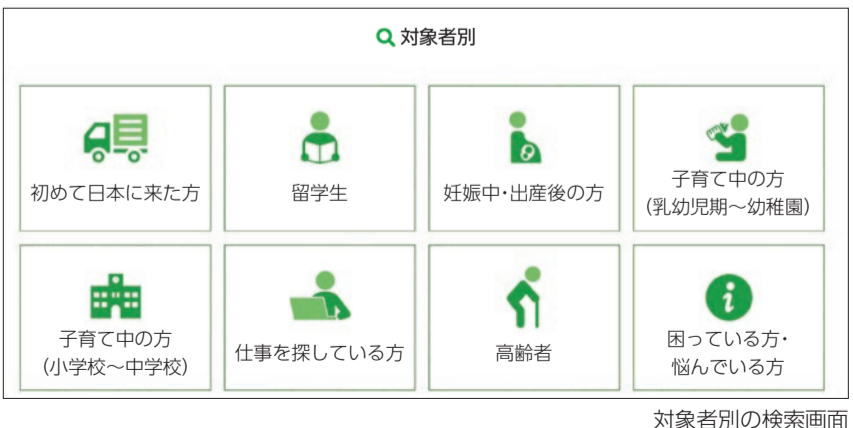 対象者別
初めて日本に来た方
留学生
妊娠中・出産後の方
子育て中の方
(乳幼児期～幼稚園)
子育て中の方
(小学校～中学校)
仕事を探している方
高齢者
困っている方・
悩んでいる方
対象者別の検索画面